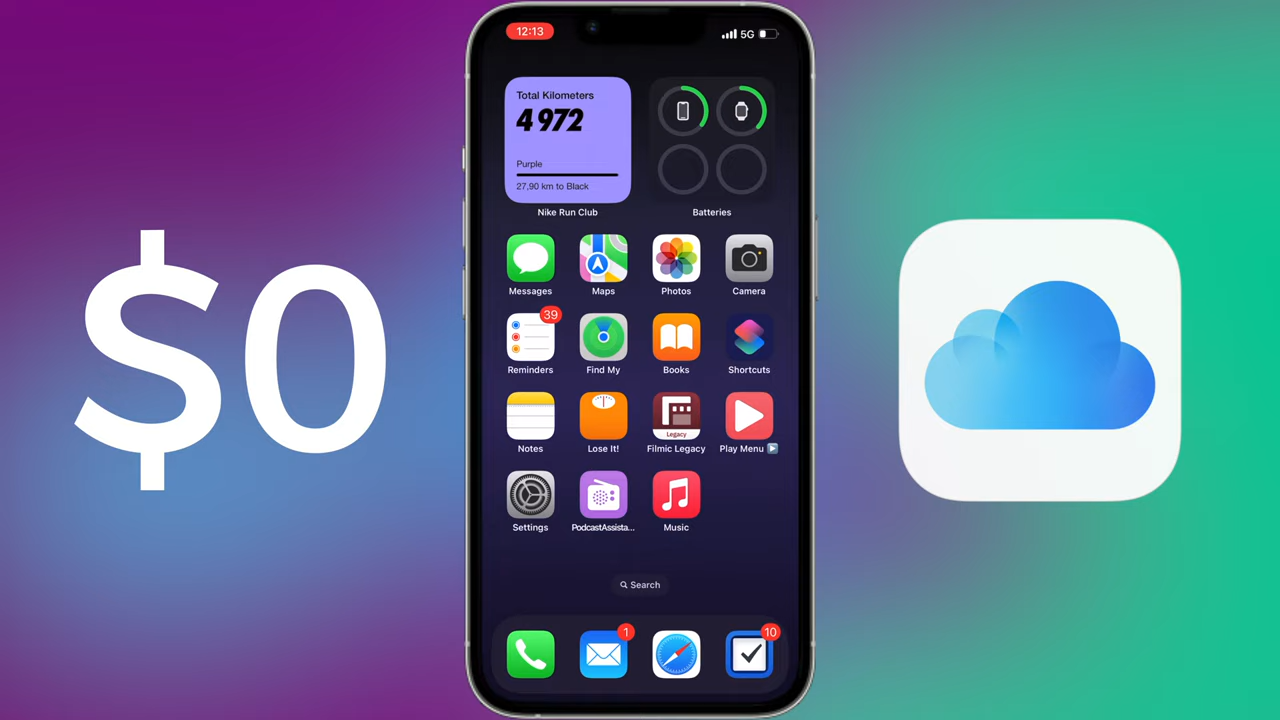 $0
12:13
5G
Total Kilometers
4 972
Purple
27,90 km to Black
Nike Run Club
Batteries
Messages
Maps
Photos
Camera
39
Reminders
Find My
Books
Shortcuts
Legacy
Notes
Lose It!
Filmic Legacy
Play Menu ▶️
Settings
PodcastAssista...
Music
Search
1
10